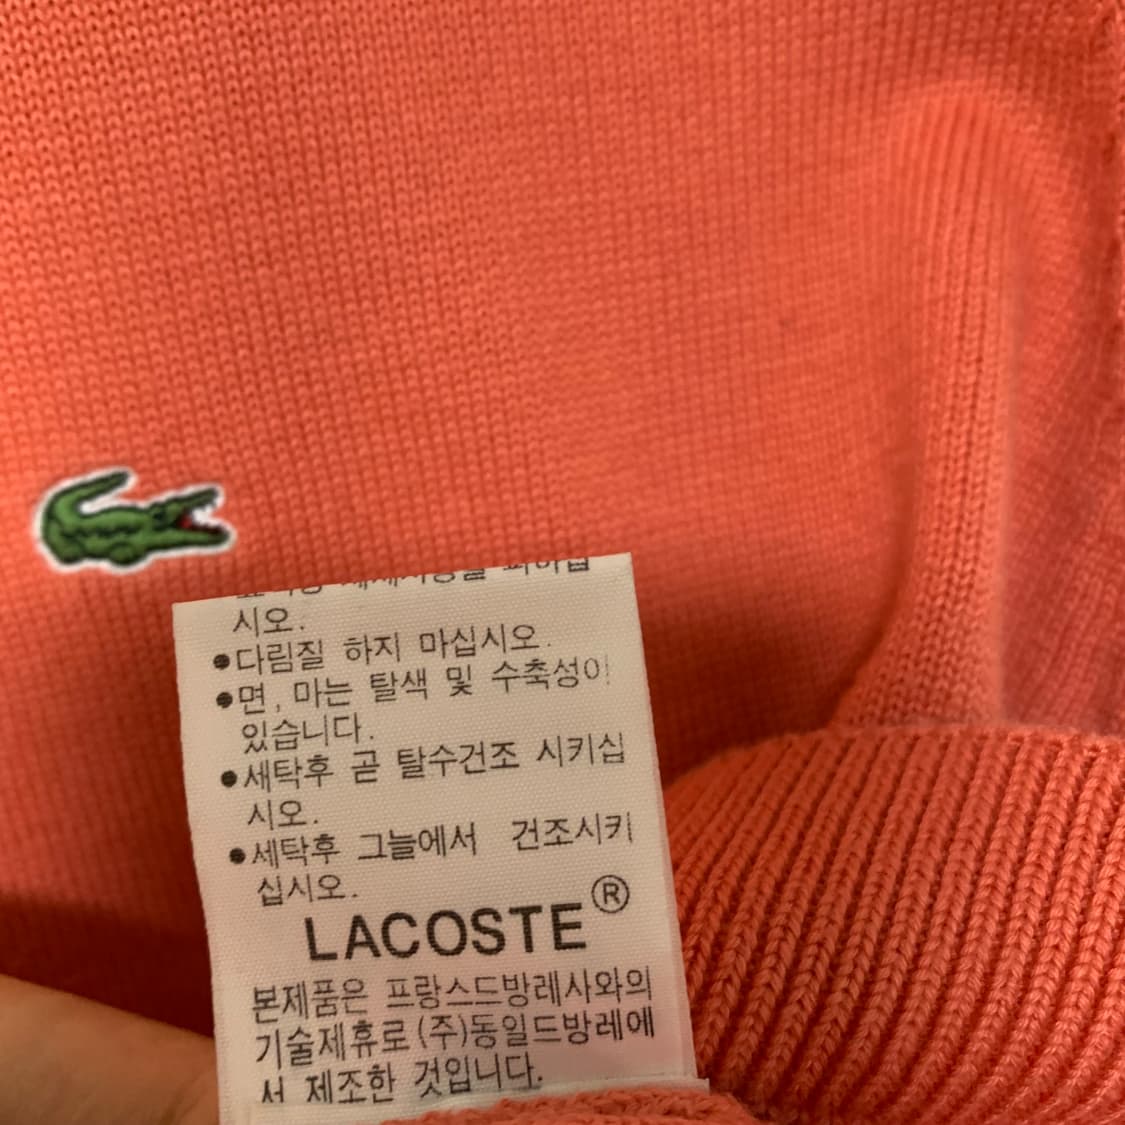 시오.
●다림질 하지 마십시오.
●면, 마는 탈색 및 수축성이
있습니다.
●세탁후 곧 탈수건조 시키십
시오.
●세탁후 그늘에서 건조시키
십시오.
LACOSTE®
본제품은 프랑스드방레사와의
기술제휴로(주)동일드방레에
서 제조한 것입니다.